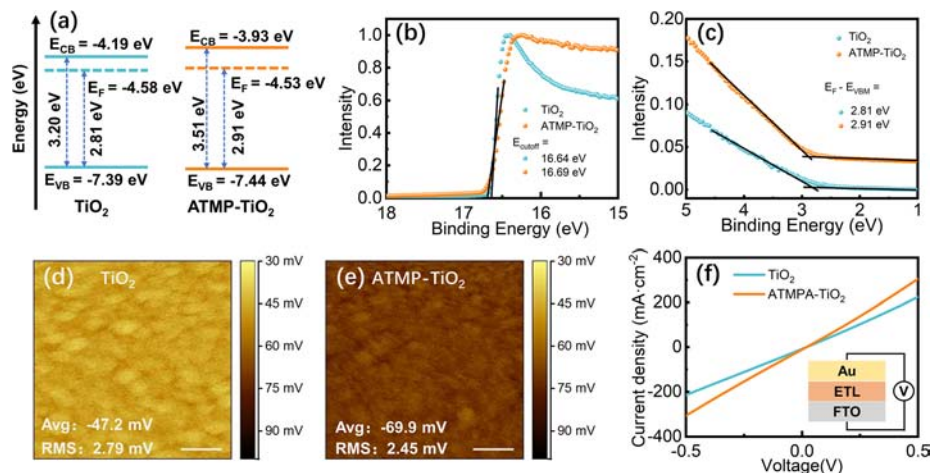 (a)
Energy (eV)
E_CB = -4.19 eV
E_F = -4.58 eV
3.20 eV
2.81 eV
E_VB = -7.39 eV
TiO₂
E_CB = -3.93 eV
E_F = -4.53 eV
3.51 eV
2.91 eV
E_VB = -7.44 eV
ATMP-TiO₂
(b)
Intensity
1.0
0.8
0.6
0.4
0.2
0.0
TiO₂
ATMP-TiO₂
E_cutoff =
16.64 eV
16.69 eV
18 17 16 15
Binding Energy (eV)
(c)
Intensity
0.20
0.15
0.10
0.05
0.00
TiO₂
ATMP-TiO₂
E_F - E_VBM =
2.81 eV
2.91 eV
5 4 3 2 1
Binding Energy (eV)
(d) TiO₂
Avg: -47.2 mV
RMS: 2.79 mV
30 mV
45 mV
60 mV
75 mV
90 mV
(e) ATMP-TiO₂
Avg: -69.9 mV
RMS: 2.45 mV
30 mV
45 mV
60 mV
75 mV
90 mV
(f)
Current density (mA·cm⁻²)
400
200
0
-200
-400
TiO₂
ATMPA-TiO₂
Au
ETL
FTO
V
-0.5 0.0 0.5
Voltage(V)